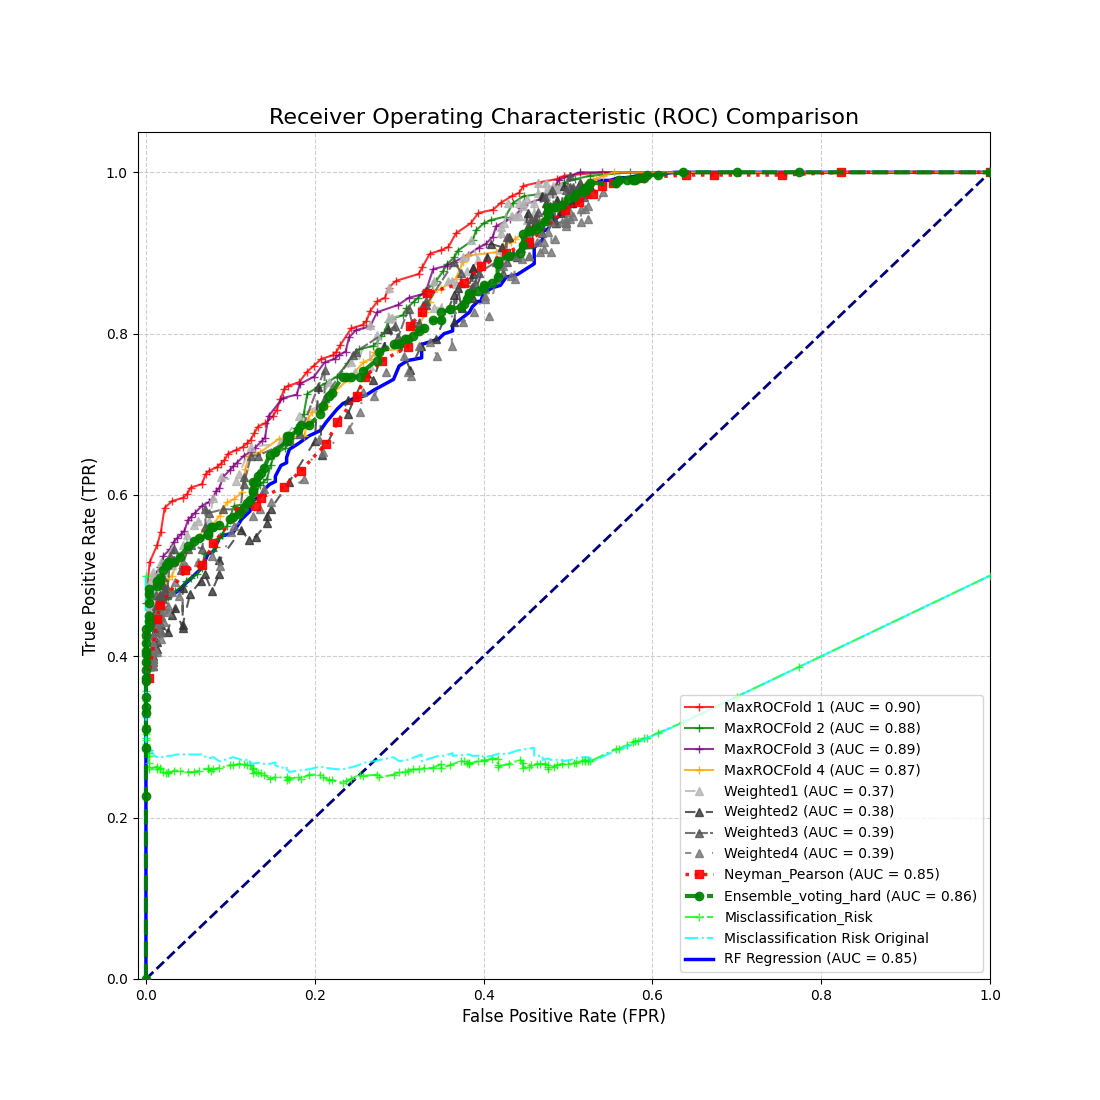 Receiver Operating Characteristic (ROC) Comparison
True Positive Rate (TPR)
1.0
0.8
0.6
0.4
0.2
0.0
MaxROCFold 1 (AUC = 0.90)
MaxROCFold 2 (AUC = 0.88)
MaxROCFold 3 (AUC = 0.89)
MaxROCFold 4 (AUC = 0.87)
Weighted1 (AUC = 0.37)
Weighted2 (AUC = 0.38)
Weighted3 (AUC = 0.39)
Weighted4 (AUC = 0.39)
Neyman_Pearson (AUC = 0.85)
Ensemble_voting_hard (AUC = 0.86)
Misclassification_Risk
Misclassification Risk Original
RF Regression (AUC = 0.85)
0.0 0.2 0.4 0.6 0.8 1.0
False Positive Rate (FPR)